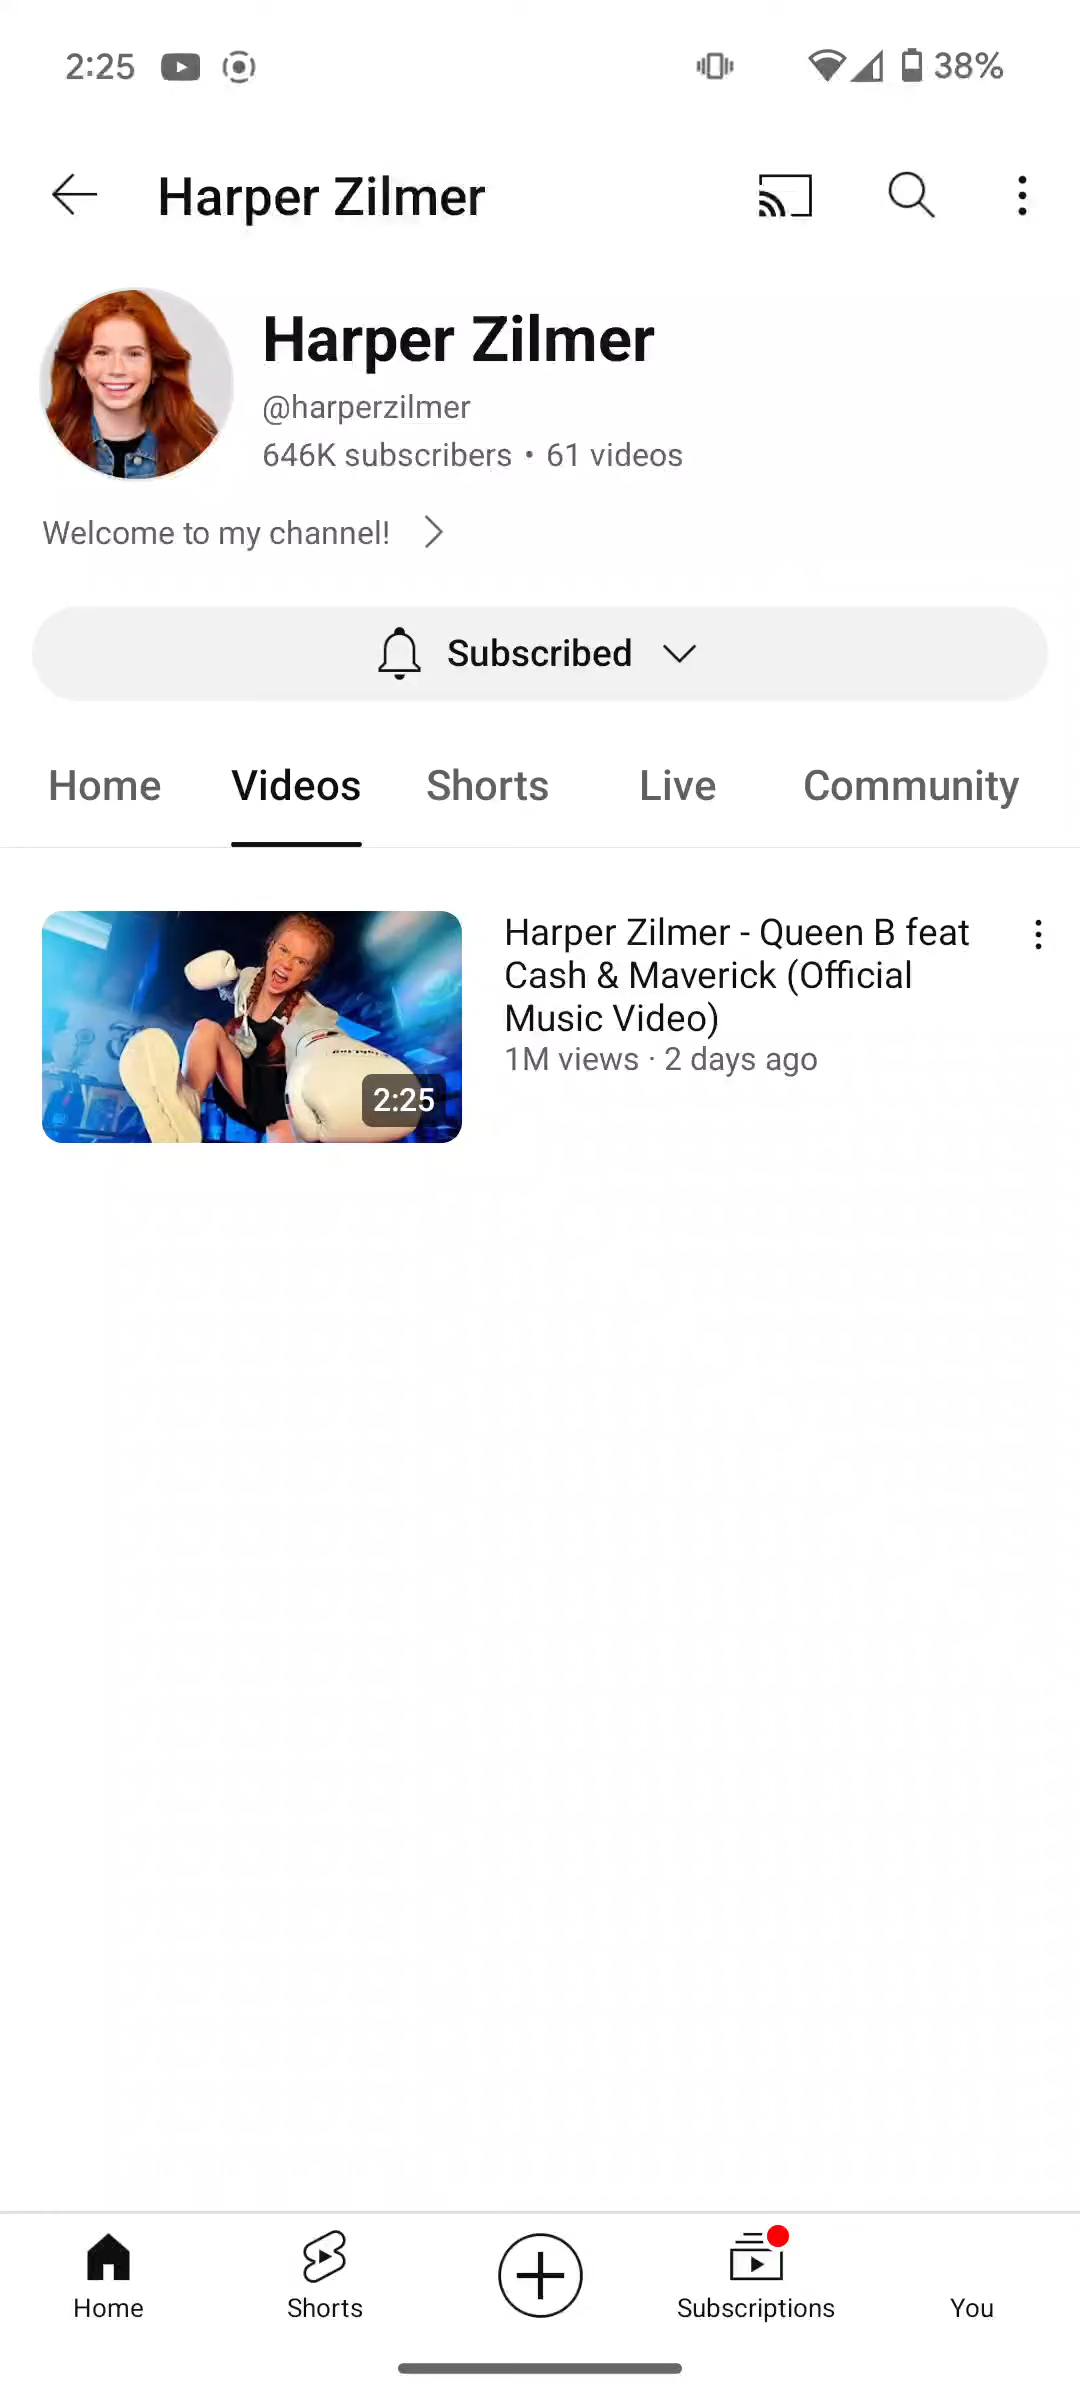 2:25
38%
Harper Zilmer
Harper Zilmer
@harperzilmer
646K subscribers • 61 videos
Welcome to my channel!
Subscribed
Home Videos Shorts Live Community
Harper Zilmer - Queen B feat
Cash & Maverick (Official
Music Video)
1M views · 2 days ago
2:25
Home Shorts Subscriptions You